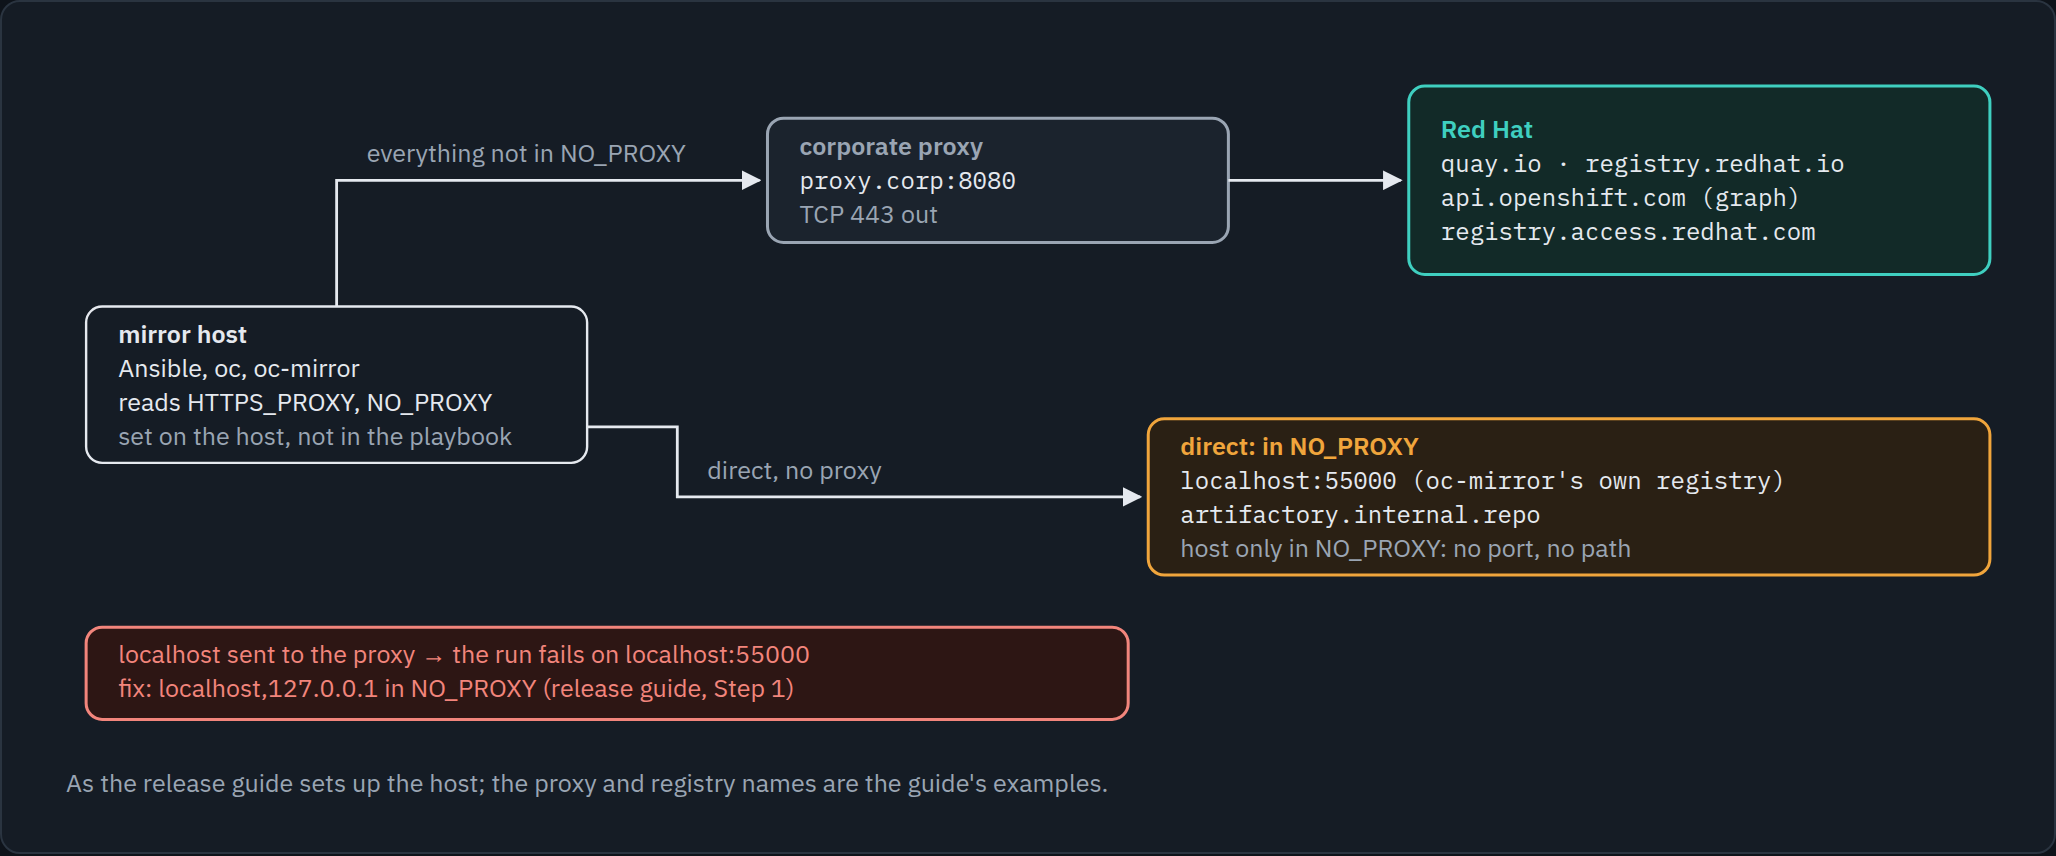 everything not in NO_PROXY
corporate proxy
proxy.corp:8080
TCP 443 out
Red Hat
quay.io · registry.redhat.io
api.openshift.com (graph)
registry.access.redhat.com
mirror host
Ansible, oc, oc-mirror
reads HTTPS_PROXY, NO_PROXY
set on the host, not in the playbook
direct, no proxy
direct: in NO_PROXY
localhost:55000 (oc-mirror's own registry)
artifactory.internal.repo
host only in NO_PROXY: no port, no path
localhost sent to the proxy → the run fails on localhost:55000
fix: localhost,127.0.0.1 in NO_PROXY (release guide, Step 1)
As the release guide sets up the host; the proxy and registry names are the guide's examples.